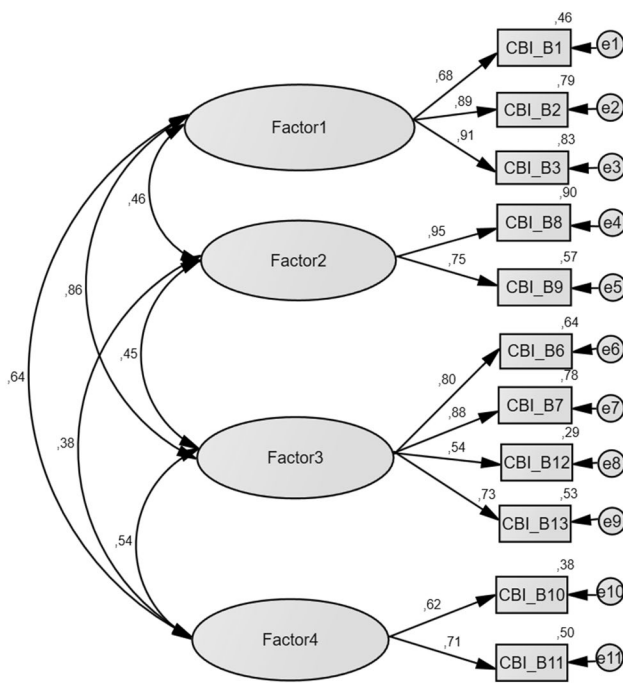 ,46
CBI_B1
e1
,68
,79
,89
CBI_B2
e2
Factor1
,91
,83
CBI_B3
e3
,46
,90
,95
CBI_B8
e4
Factor2
,75
,57
CBI_B9
e5
,86
,45
,64
,80
CBI_B6
e6
,64
,78
,88
CBI_B7
e7
,38
,54
,29
CBI_B12
e8
Factor3
,73
,53
CBI_B13
e9
,54
,38
,62
CBI_B10
e10
Factor4
,71
,50
CBI_B11
e11